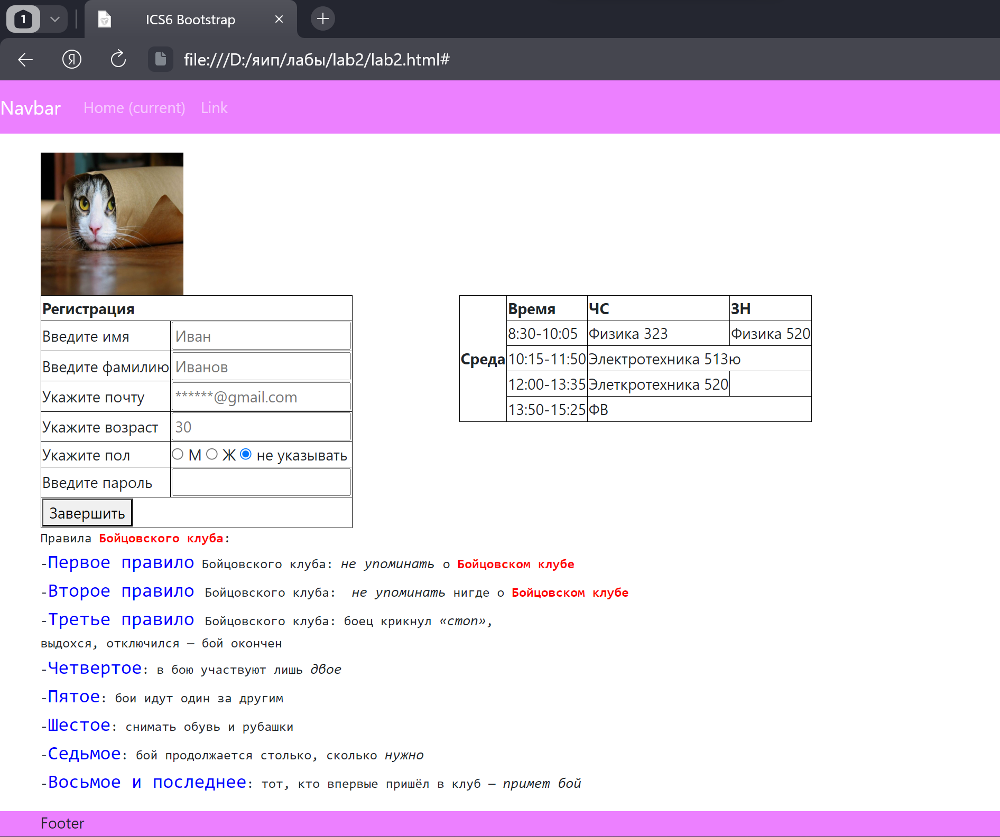 1
ICS6 Bootstrap
Я
file:///D:/яип/лабы/lab2/lab2.html#
Navbar Home (current) Link
Регистрация
Введите имя Иван
Введите фамилию Иванов
Укажите почту ******@gmail.com
Укажите возраст 30
Укажите пол М Ж не указывать
Введите пароль
Завершить
Среда
Время ЧС ЗН
8:30-10:05 Физика 323 Физика 520
10:15-11:50 Электротехника 513ю
12:00-13:35 Элеткротехника 520
13:50-15:25 ФВ
Правила Бойцовского клуба:
-Первое правило Бойцовского клуба: не упоминать о Бойцовском клубе
-Второе правило Бойцовского клуба: не упоминать нигде о Бойцовском клубе
-Третье правило Бойцовского клуба: боец крикнул «стоп»,
выдохся, отключился — бой окончен
-Четвертое: в бою участвуют лишь двое
-Пятое: бои идут один за другим
-Шестое: снимать обувь и рубашки
-Седьмое: бой продолжается столько, сколько нужно
-Восьмое и последнее: тот, кто впервые пришёл в клуб — примет бой
Footer